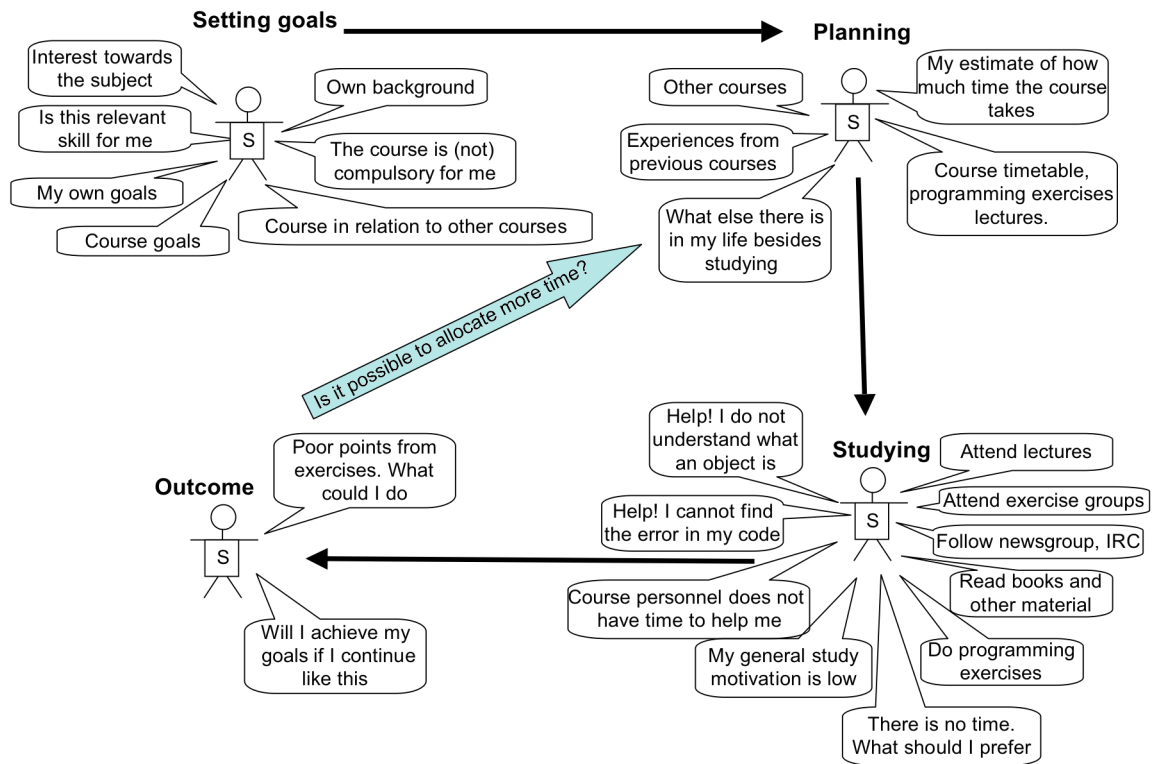 Setting goals
Interest towards
the subject
Is this relevant
skill for me
My own goals
Course goals
S
Own background
The course is (not)
compulsory for me
Course in relation to other courses
Planning
Other courses
Experiences from
previous courses
What else there is
in my life besides
studying
S
My estimate of how
much time the course
takes
Course timetable,
programming exercises
lectures.
Is it possible to allocate more time?
Studying
Help! I do not
understand what
an object is
Help! I cannot find
the error in my code
Course personnel does not
have time to help me
My general study
motivation is low
S
Attend lectures
Attend exercise groups
Follow newsgroup, IRC
Read books and
other material
Do programming
exercises
There is no time.
What should I prefer
Outcome
Poor points from
exercises. What
could I do
S
Will I achieve my
goals if I continue
like this